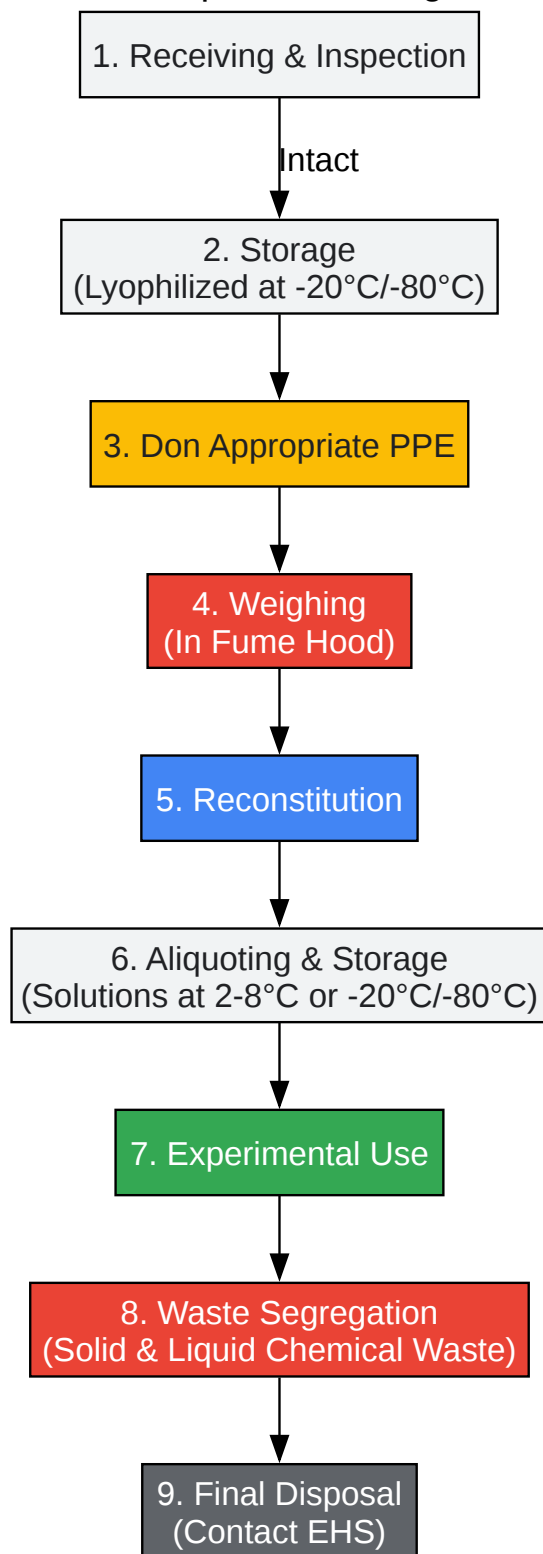 1. Receiving & Inspection
Intact
2. Storage
(Lyophilized at -20°C/-80°C)
3. Don Appropriate PPE
4. Weighing
(In Fume Hood)
5. Reconstitution
6. Aliquoting & Storage
(Solutions at 2-8°C or -20°C/-80°C)
7. Experimental Use
8. Waste Segregation
(Solid & Liquid Chemical Waste)
9. Final Disposal
(Contact EHS)